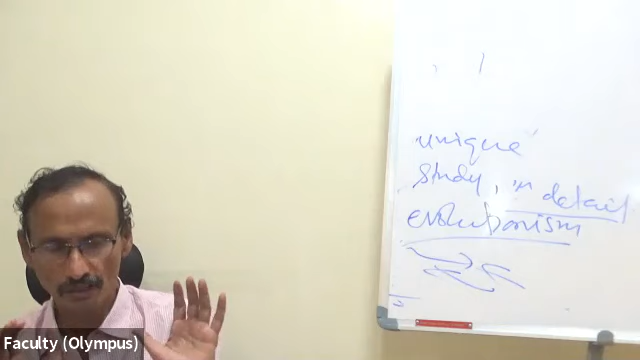 unique
study, in detail
evolutionism
Faculty (Olympus)